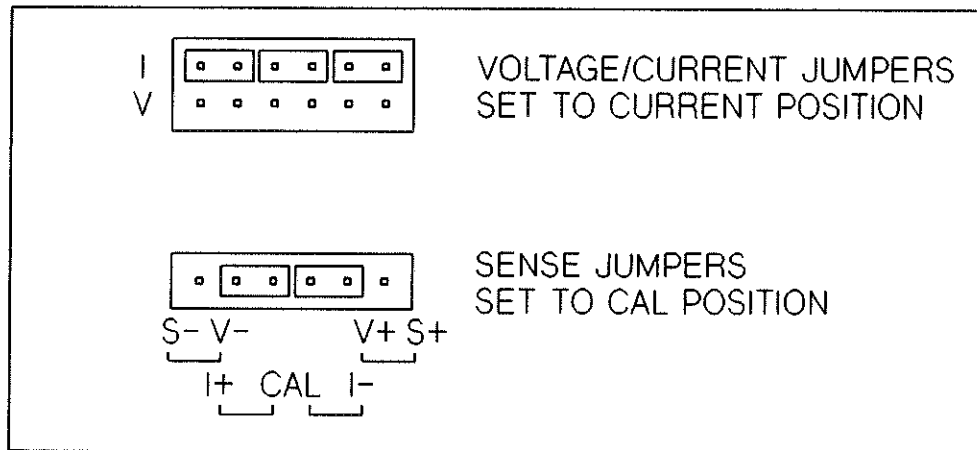 I
V
VOLTAGE/CURRENT JUMPERS
SET TO CURRENT POSITION
SENSE JUMPERS
SET TO CAL POSITION
S- V- V+ S+
I+ CAL I-